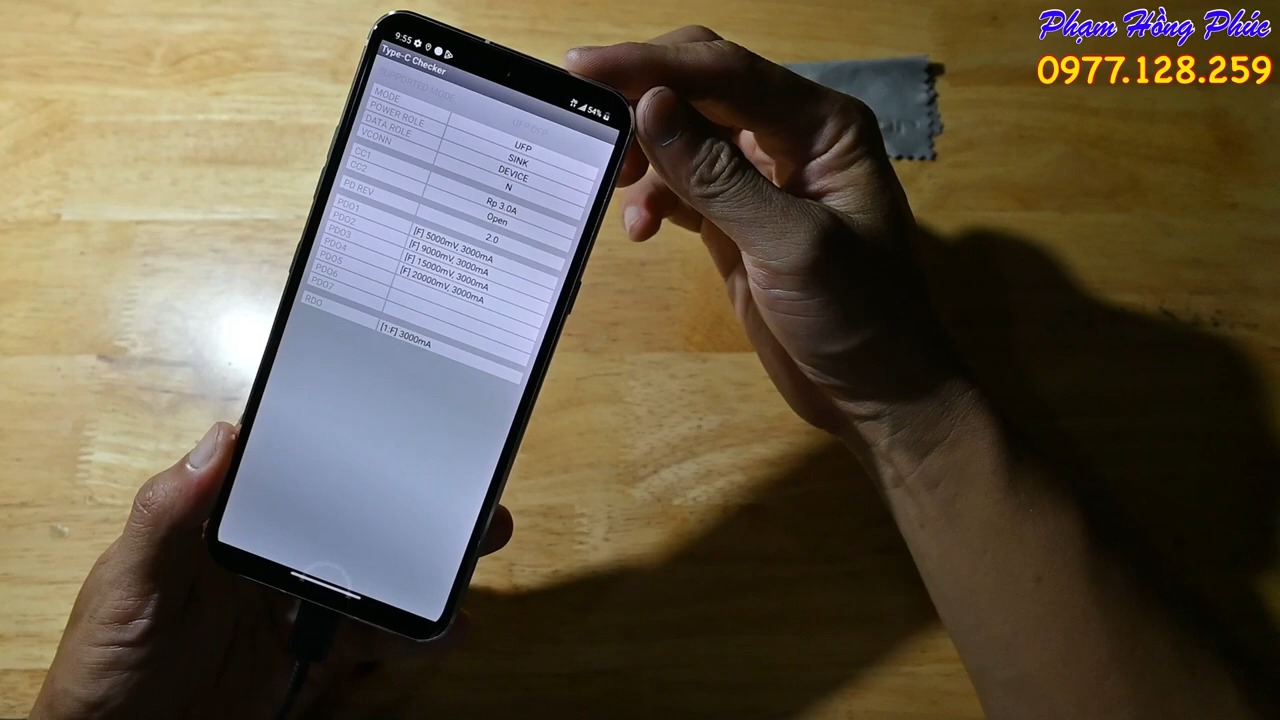 Phạm Hồng Phúc
0977.128.259
9:55
54%
Type-C Checker
SUPPORTED MODE UFP DFP
MODE UFP
POWER ROLE SINK
DATA ROLE DEVICE
VCONN N
CC1 Rp 3.0A
CC2 Open
PD REV 2.0
PDO1 [F] 5000mV, 3000mA
PDO2 [F] 9000mV, 3000mA
PDO3 [F] 15000mV, 3000mA
PDO4 [F] 20000mV, 3000mA
PDO5
PDO6
PDO7
RDO [1:F] 3000mA